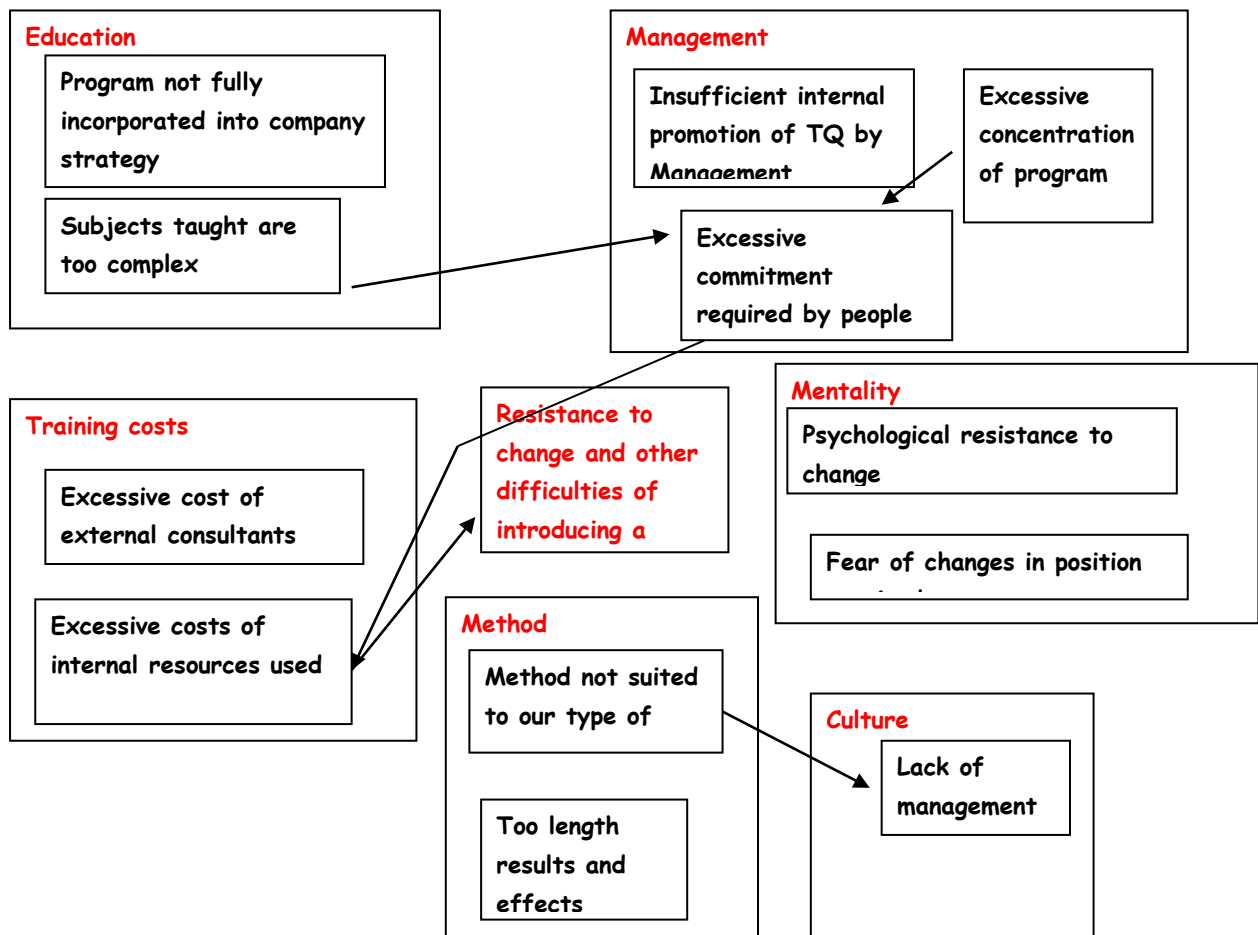 Education
Program not fully
incorporated into company
strategy
Subjects taught are
too complex
Management
Insufficient internal
promotion of TQ by
Management
Excessive
concentration
of program
Excessive
commitment
required by people
Training costs
Excessive cost of
external consultants
Excessive costs of
internal resources used
Resistance to
change and other
difficulties of
introducing a
Mentality
Psychological resistance to
change
Fear of changes in position
Method
Method not suited
to our type of
Too length
results and
effects
Culture
Lack of
management